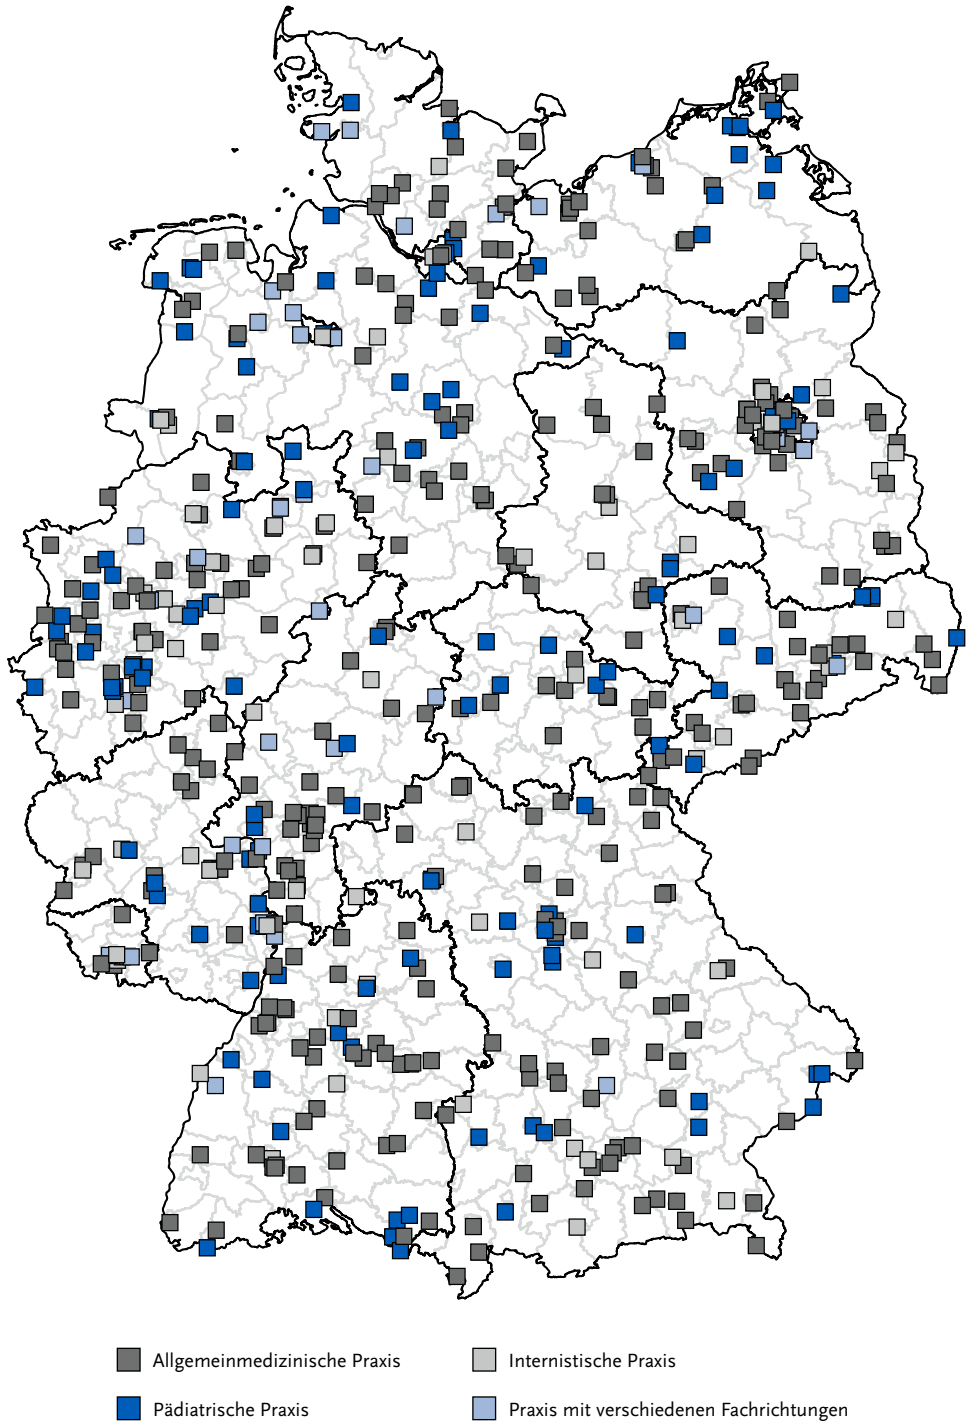 Allgemeinmedizinische Praxis
Internistische Praxis
Pädiatrische Praxis
Praxis mit verschiedenen Fachrichtungen